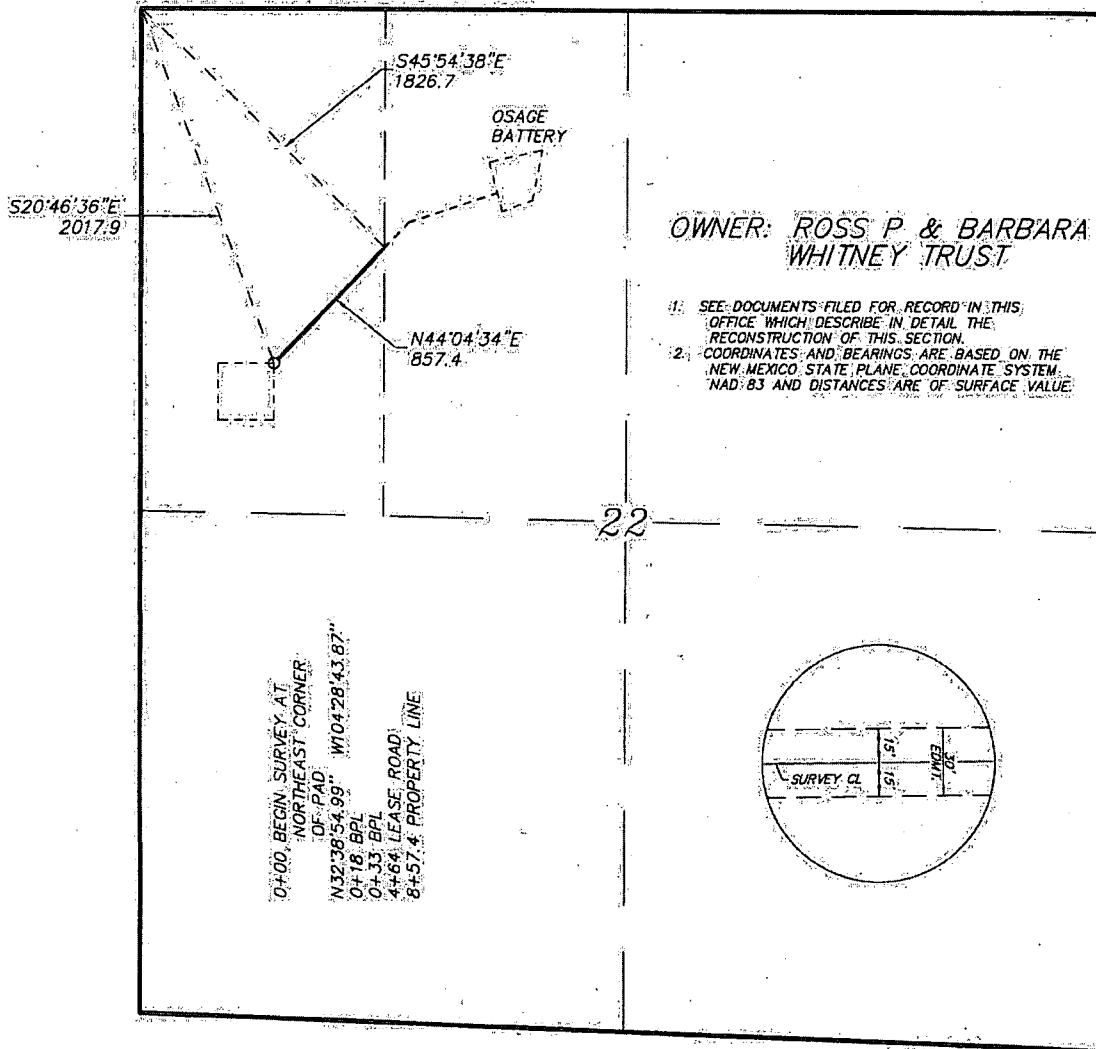 S45°54'38"E
1826.7
OSAGE
BATTERY
S20°46'36"E
2017.9
OWNER: ROSS P & BARBARA
WHITNEY TRUST
1. SEE DOCUMENTS FILED FOR RECORD IN THIS
OFFICE WHICH DESCRIBE IN DETAIL THE
RECONSTRUCTION OF THIS SECTION.
2. COORDINATES AND BEARINGS ARE BASED ON THE
NEW MEXICO STATE PLANE COORDINATE SYSTEM
NAD 83 AND DISTANCES ARE OF SURFACE VALUE.
N44°04'34"E
857.4
22
0+00 BEGIN SURVEY AT
NORTHEAST CORNER
OF PAD
N32°38'54.99" W104°28'43.87"
0+18 BPL
0+33 BPL
4+64 LEASE ROAD
8+57.4 PROPERTY LINE
15'
15'
30'
EDMT.
SURVEY CL